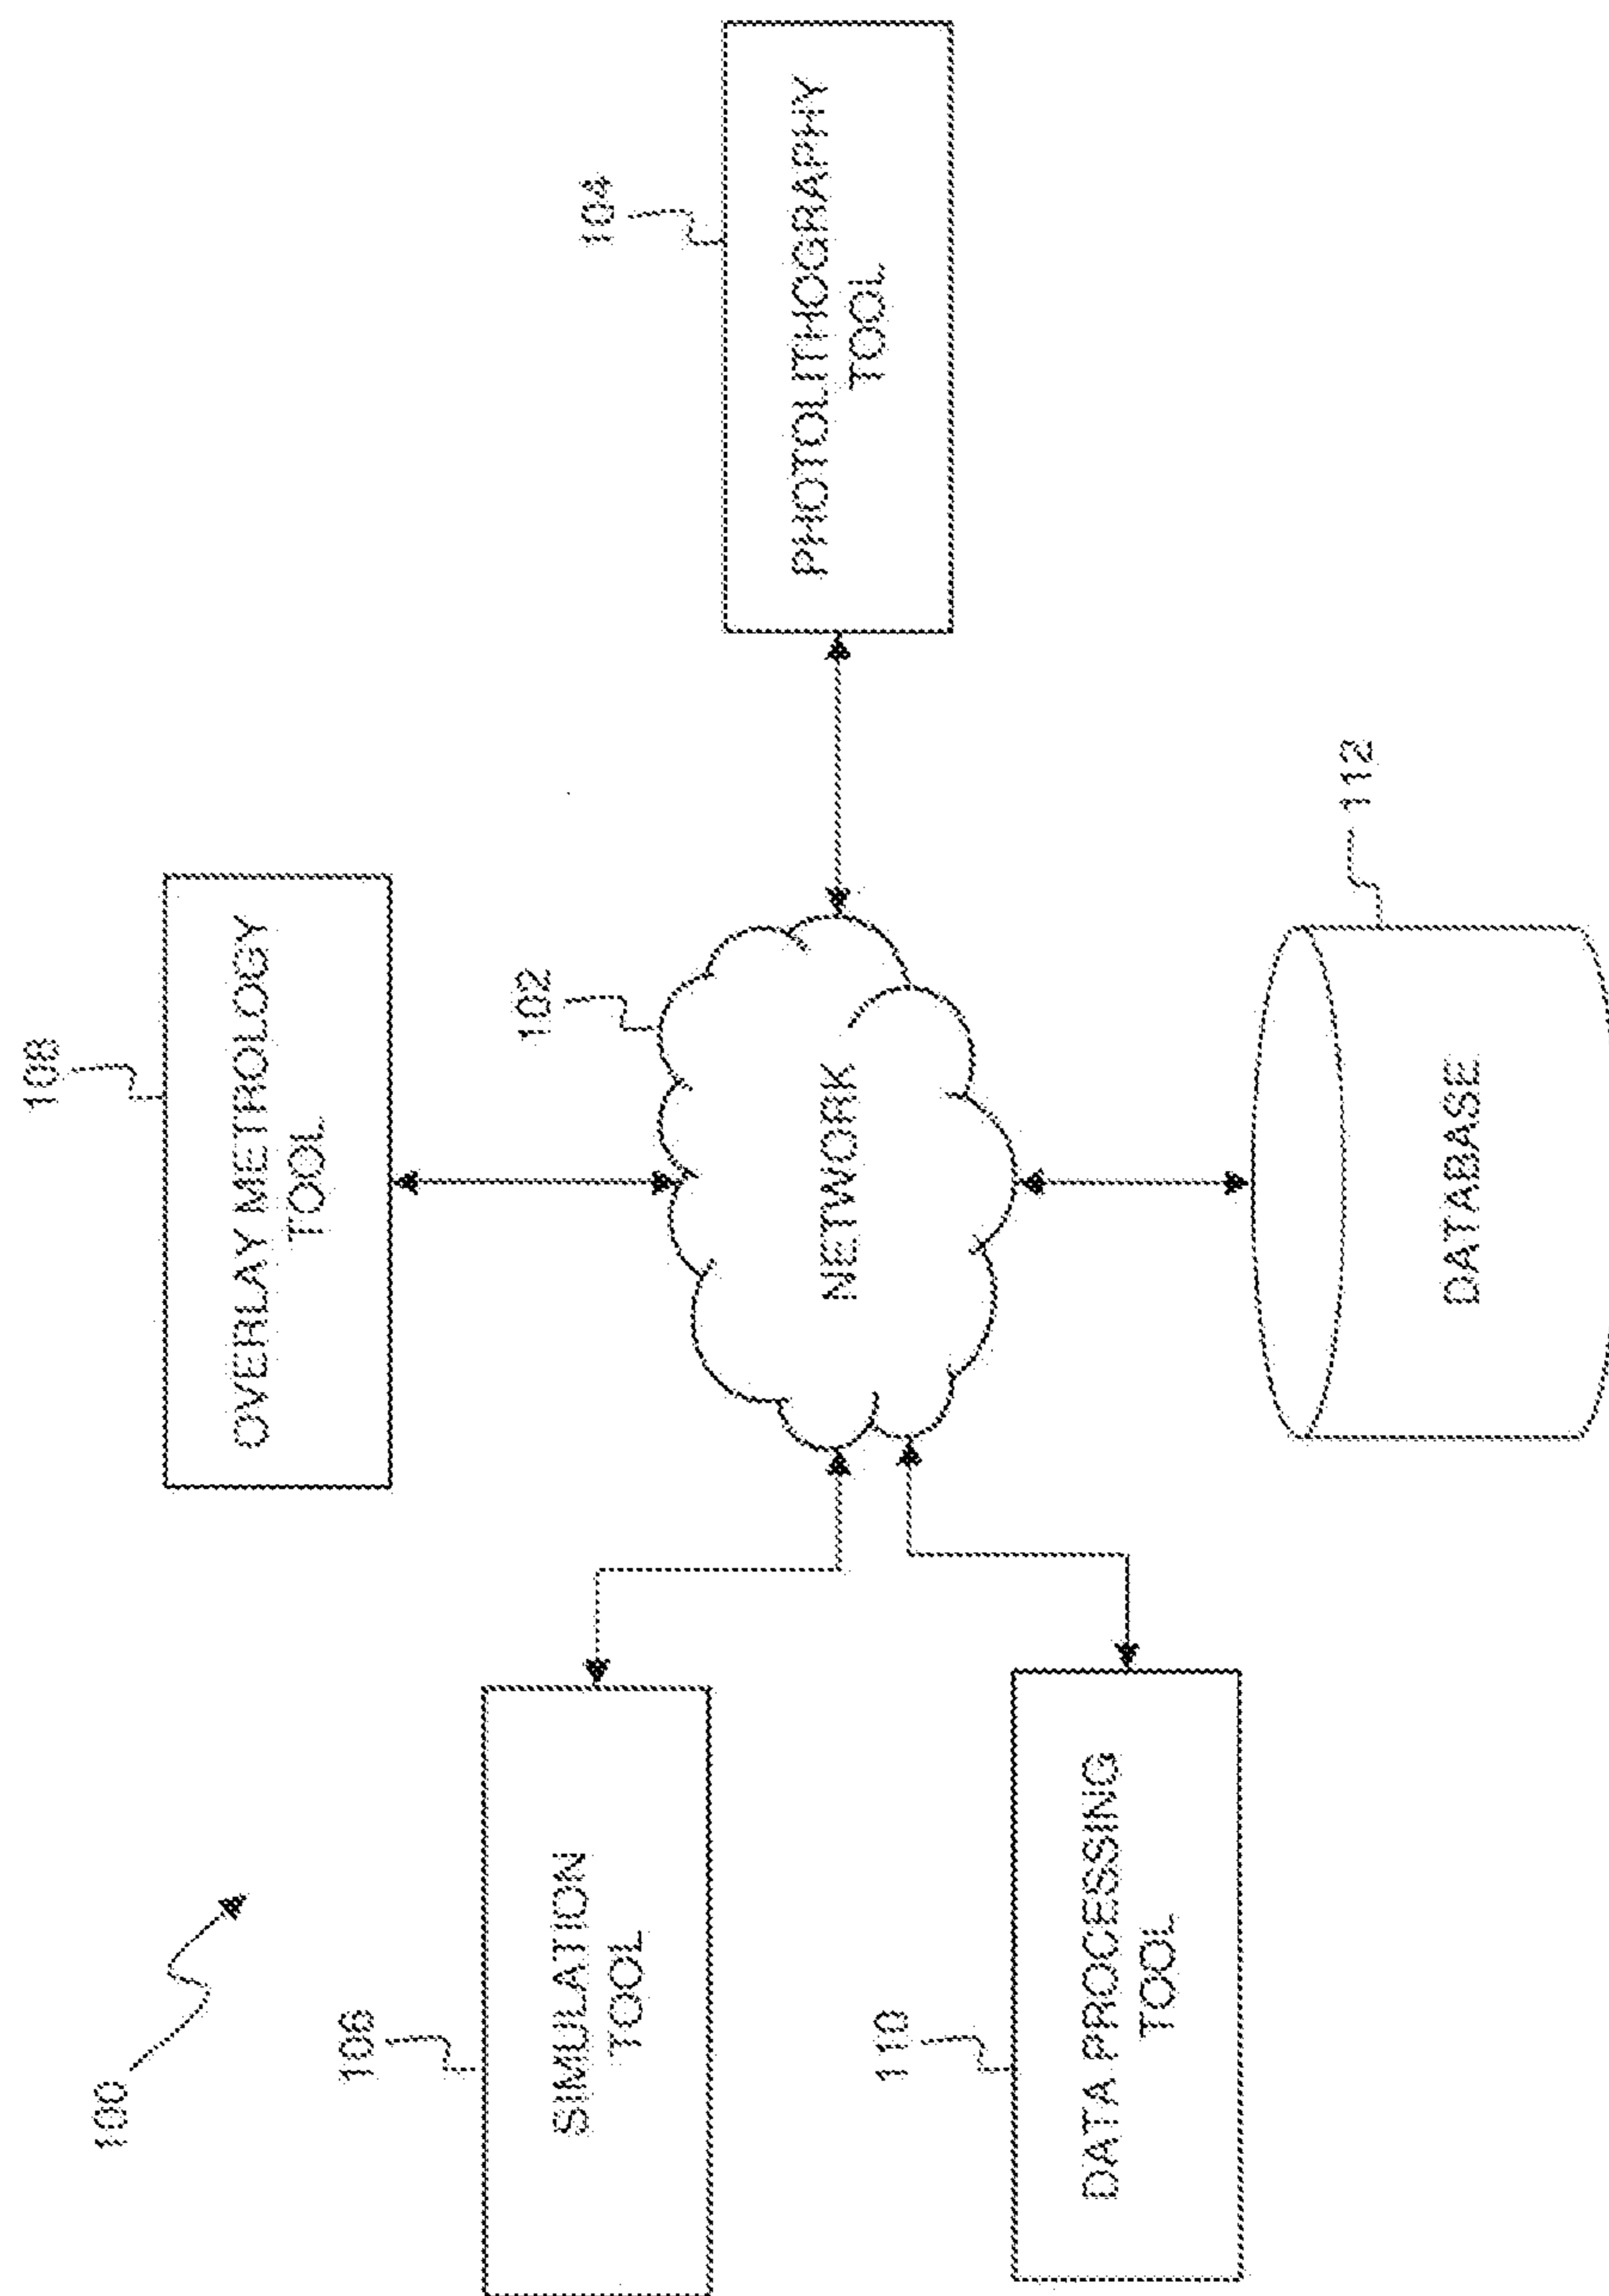 100
108
OVERLAY METROLOGY
TOOL
106
SIMULATION
TOOL
102
NETWORK
104
PHOTOLITHOGRAPHY
TOOL
110
DATA PROCESSING
TOOL
112
DATABASE